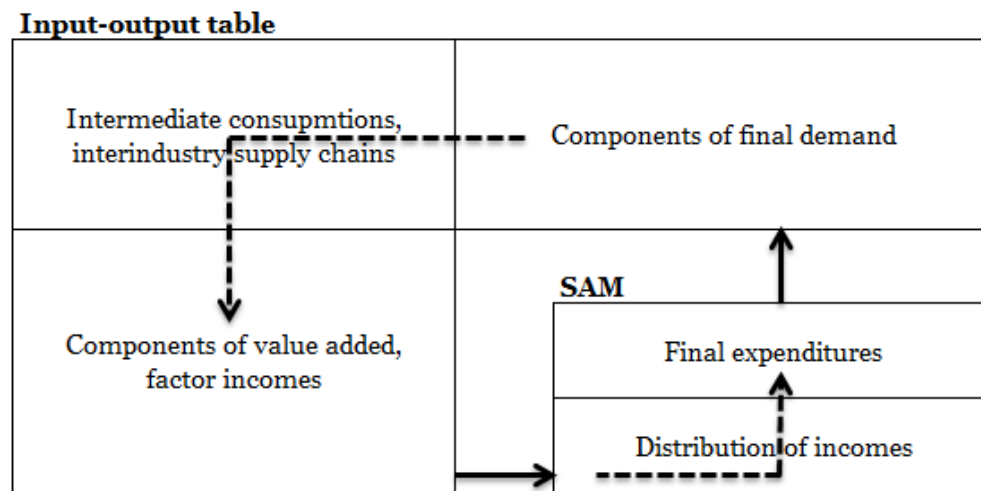 Input-output table
Intermediate consupmtions,
interindustry supply chains
Components of final demand
Components of value added,
factor incomes
SAM
Final expenditures
Distribution of incomes